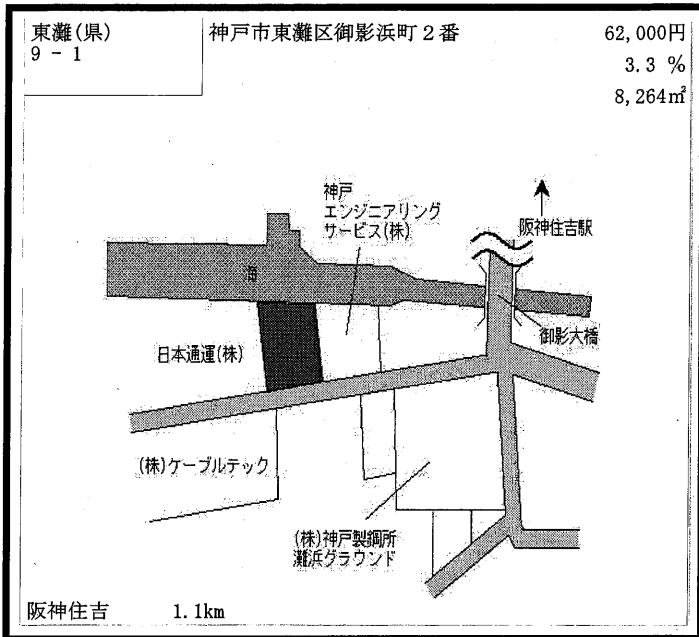 東灘(県)
9 - 1
神戸市東灘区御影浜町２番
62,000円
3.3 %
8,264㎡
神戸
エンジニアリング
サービス(株)
阪神住吉駅
海
御影大橋
日本通運(株)
(株)ケーブルテック
(株)神戸製鋼所
灘浜グラウンド
阪神住吉 1.1km